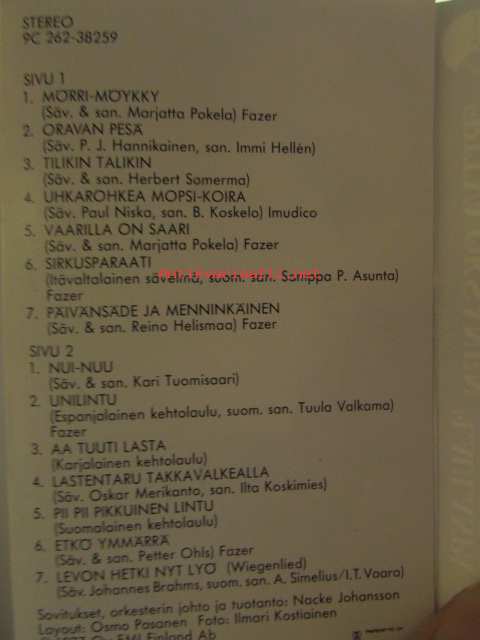 STEREO
9C 262-38259
SIVU 1
1. MÖRRI-MÖYKKY
(Säv. & san. Marjatta Pokela) Fazer
2. ORAVAN PESÄ
(Säv. P. J. Hannikainen, san. Immi Hellén)
3. TILIKIN TALIKIN
(Säv. & san. Herbert Somerma)
4. UHKAROHKEA MOPSI-KOIRA
(Säv. Paul Nisko, san. B. Koskelo) Imudico
5. VAARILLA ON SAARI
(Säv. & san. Marjatta Pokela) Fazer
6. SIRKUSPARAATI
(Itävaltalainen sävelmä, suom. san. Saukki P. Asunta)
Fazer
7. PÄIVÄNSÄDE JA MENNINKÄINEN
(Säv. & san. Reino Helismaa) Fazer
SIVU 2
1. NUI-NUU
(Säv. & san. Kari Tuomisaari)
2. UNILINTU
(Espanjalainen kehtolaulu, suom. san. Tuula Valkama)
Fazer
3. AA TUUTI LASTA
(Karjalainen kehtolaulu)
4. LASTENTARU TAKKAVALKEALLA
(Säv. Oskar Merikanto, san. Ilta Koskimies)
5. PII PII PIKKUINEN LINTU
(Suomalainen kehtolaulu)
6. ETKÖ YMMÄRRÄ
(Säv. & san. Petter Ohls) Fazer
7. LEVON HETKI NYT LYÖ (Wiegenlied)
(Säv. Johannes Brahms, suom. san. A. Simelius/I.T. Vaara)
Sovitukset, orkesterin johto ja tuotanto: Nacke Johansson
Layout: Osmo Pasanen Foto: Ilmari Kostiainen
EMI Finland Ab